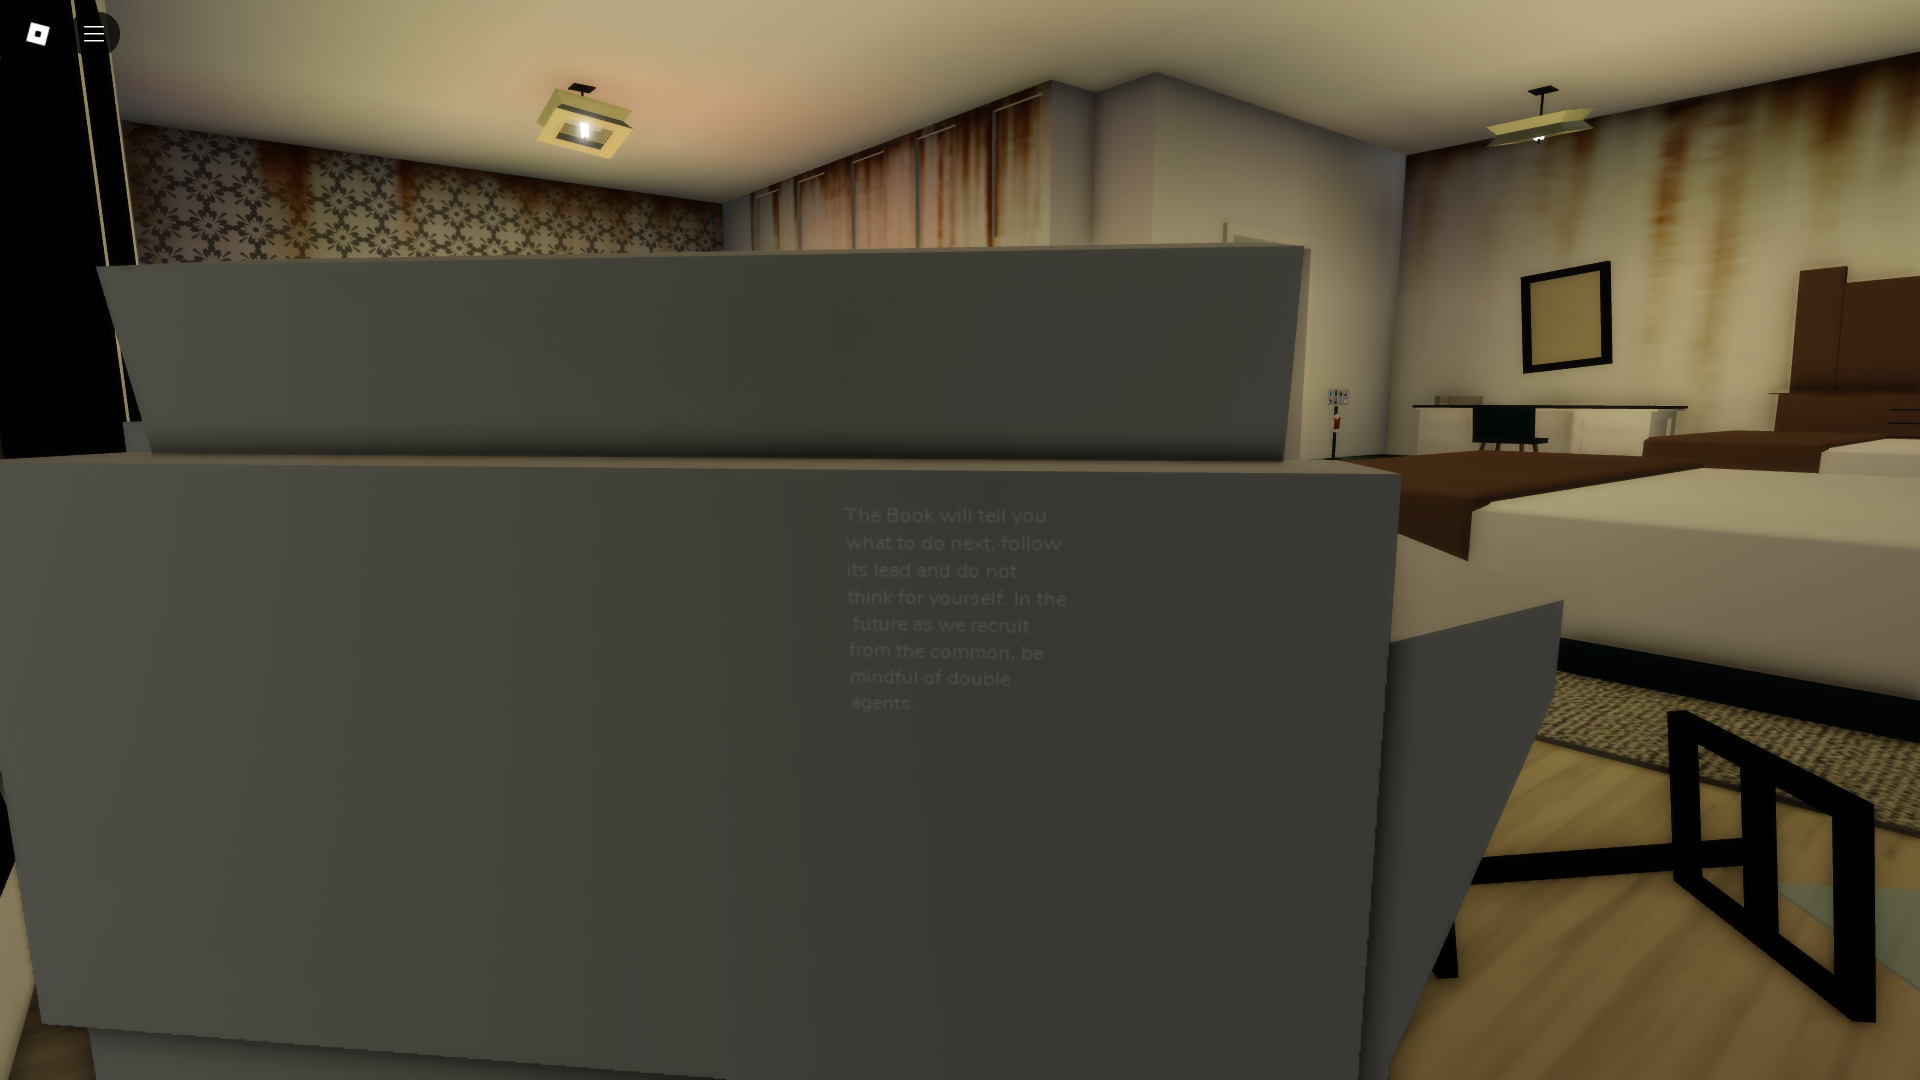 The Book will tell you
what to do next, follow
its lead and do not
think for yourself. In the
future as we recruit
from the common, be
mindful of double
agents.